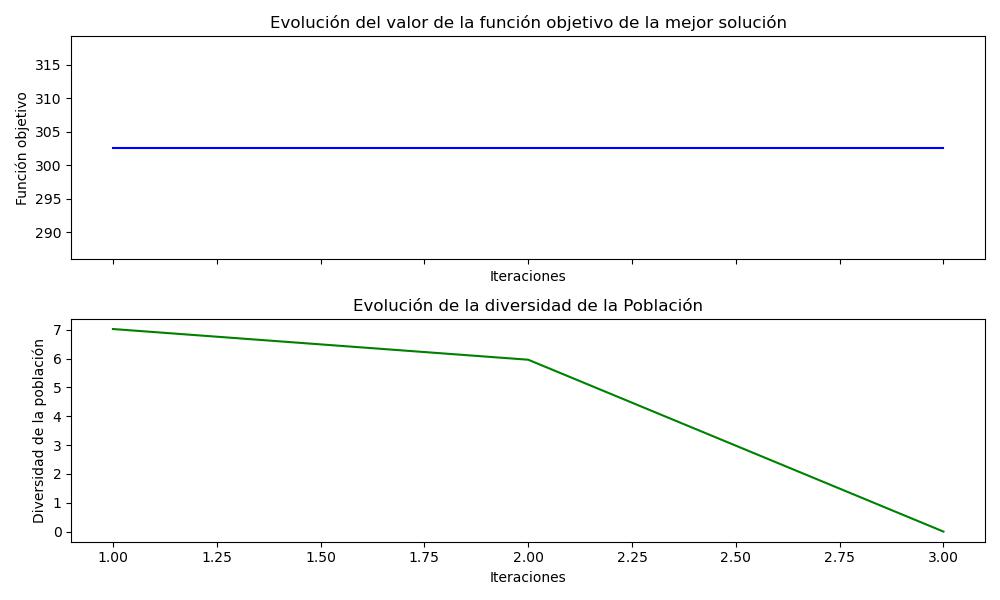 Evolución del valor de la función objetivo de la mejor solución
Función objetivo
315
310
305
300
295
290
Iteraciones
Evolución de la diversidad de la Población
Diversidad de la población
7
6
5
4
3
2
1
0
1.00 1.25 1.50 1.75 2.00 2.25 2.50 2.75 3.00
Iteraciones